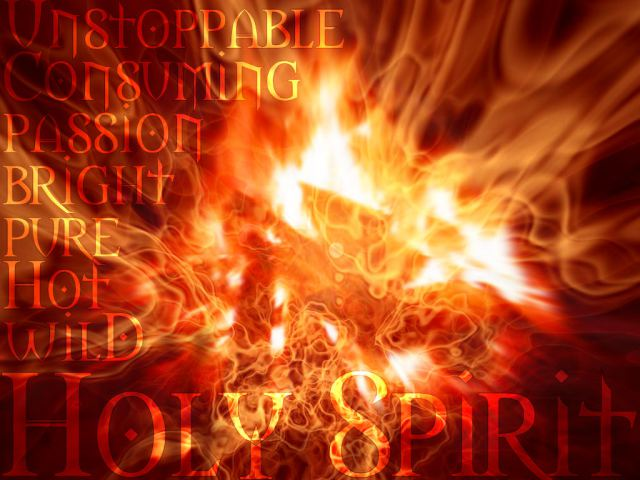 Unstoppable
Consuming
Passion
Bright
Pure
Hot
Wild
Holy Spirit